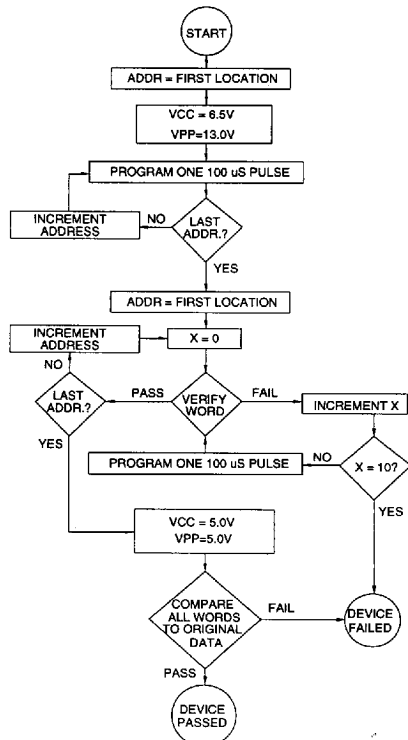 START
ADDR = FIRST LOCATION
VCC = 6.5V
VPP=13.0V
PROGRAM ONE 100 uS PULSE
INCREMENT
ADDRESS
NO
LAST
ADDR.?
YES
ADDR = FIRST LOCATION
INCREMENT
ADDRESS
X = 0
NO
LAST
ADDR.?
PASS
VERIFY
WORD
FAIL
INCREMENT X
YES
PROGRAM ONE 100 uS PULSE
NO
X = 10?
YES
VCC = 5.0V
VPP=5.0V
COMPARE
ALL WORDS
TO ORIGINAL
DATA
FAIL
DEVICE
FAILED
PASS
DEVICE
PASSED